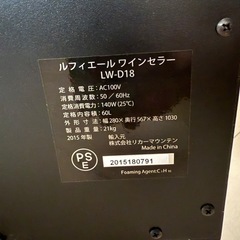 ルフィエール ワインセラー
LW-D18
定 格 電 圧：AC100V
消費周波数：50／60Hz
定格消費電力：140W(25℃)
定格内容積：60L
外 形 寸 法：幅280×奥行567×高さ1030
製品重量：21kg
2015年製 輸入元
株式会社リカーマウンテン
Made in China
PS
E
2015180791
Foaming Agent:C₅H₁₀